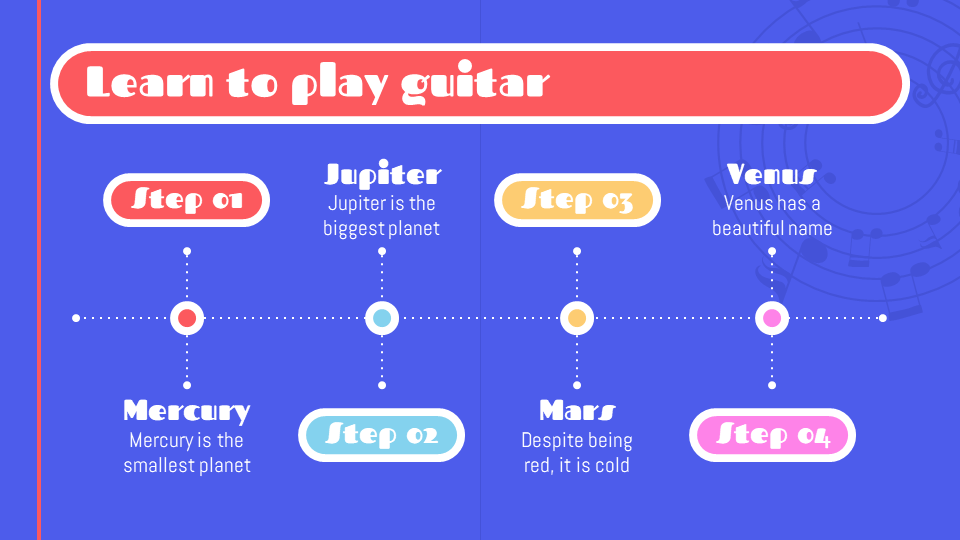 Learn to play guitar
Step 01
Mercury
Mercury is the
smallest planet
Jupiter
Jupiter is the
biggest planet
Step 02
Step 03
Mars
Despite being
red, it is cold
Venus
Venus has a
beautiful name
Step 04